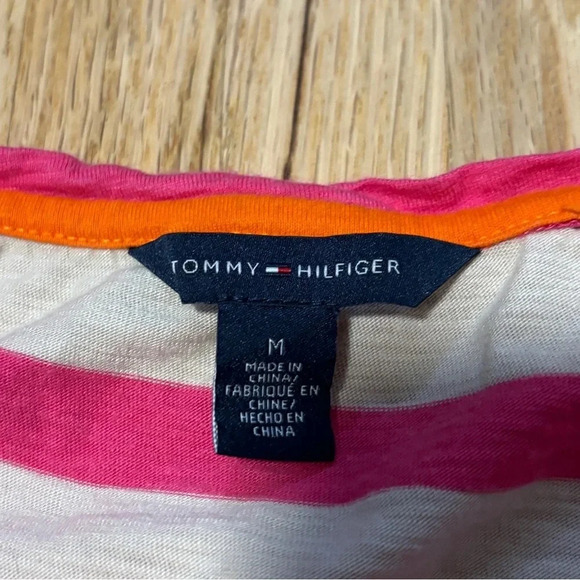 TOMMY HILFIGER
M
MADE IN
CHINA/
FABRIQUÉ EN
CHINE/
HECHO EN
CHINA